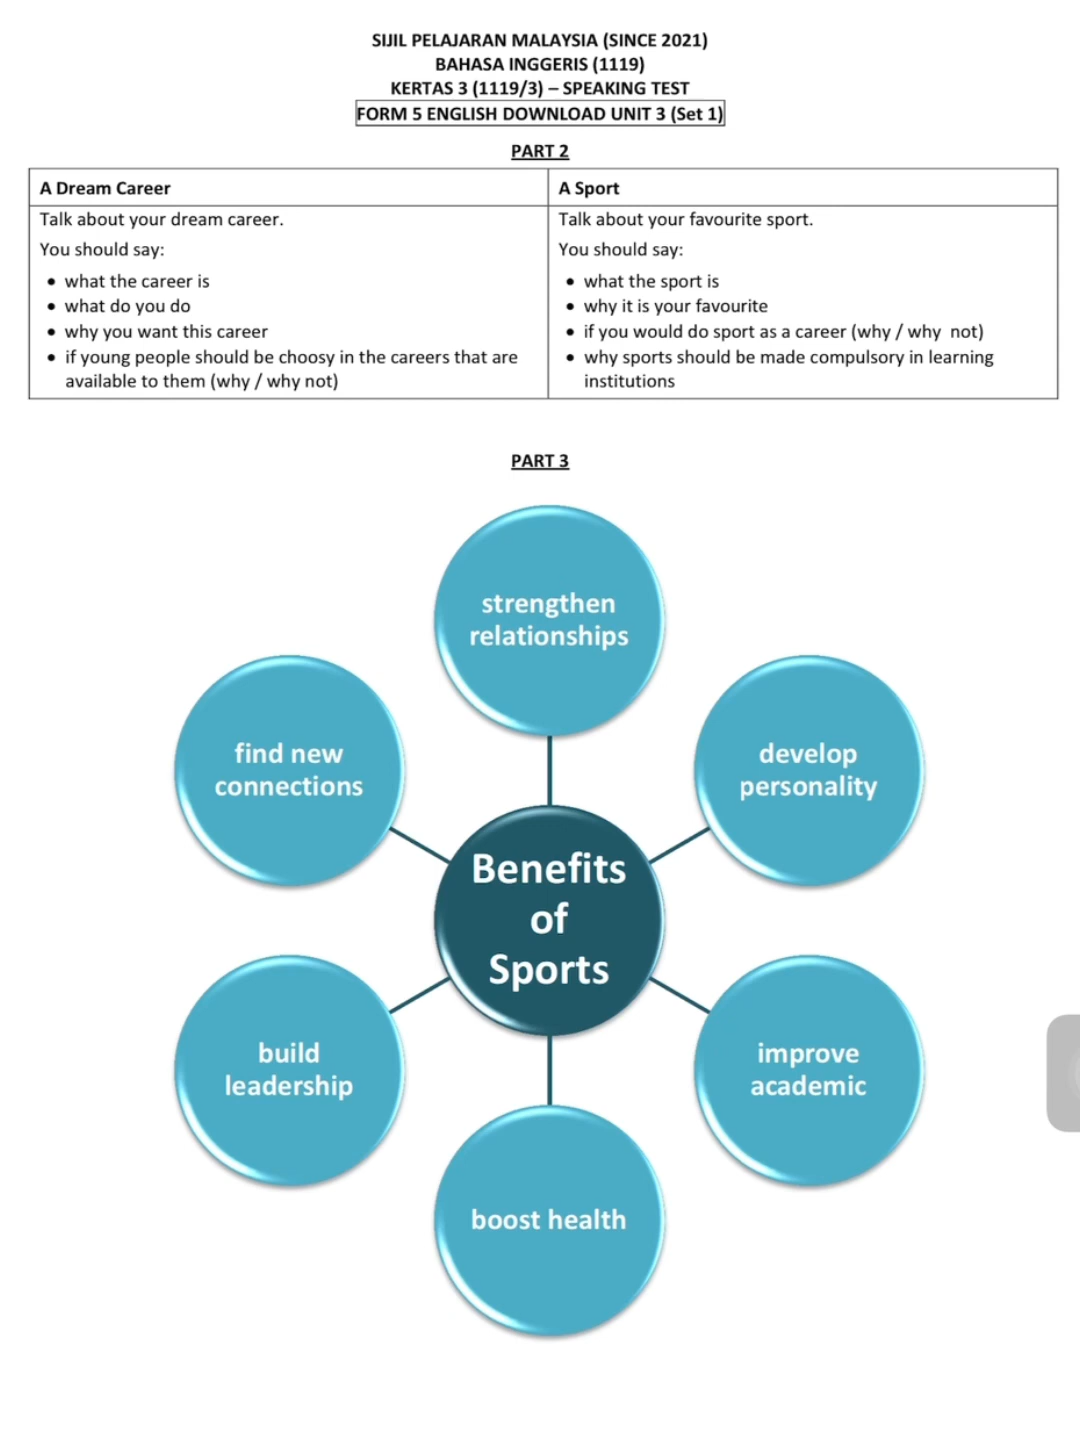 SIJIL PELAJARAN MALAYSIA (SINCE 2021)
BAHASA INGGERIS (1119)
KERTAS 3 (1119/3) – SPEAKING TEST
FORM 5 ENGLISH DOWNLOAD UNIT 3 (Set 1)
PART 2
A Dream Career
Talk about your dream career.
You should say:
• what the career is
• what do you do
• why you want this career
• if young people should be choosy in the careers that are
available to them (why / why not)
A Sport
Talk about your favourite sport.
You should say:
• what the sport is
• why it is your favourite
• if you would do sport as a career (why / why  not)
• why sports should be made compulsory in learning
institutions
PART 3
strengthen
relationships
find new
connections
develop
personality
Benefits
of
Sports
build
leadership
improve
academic
boost health